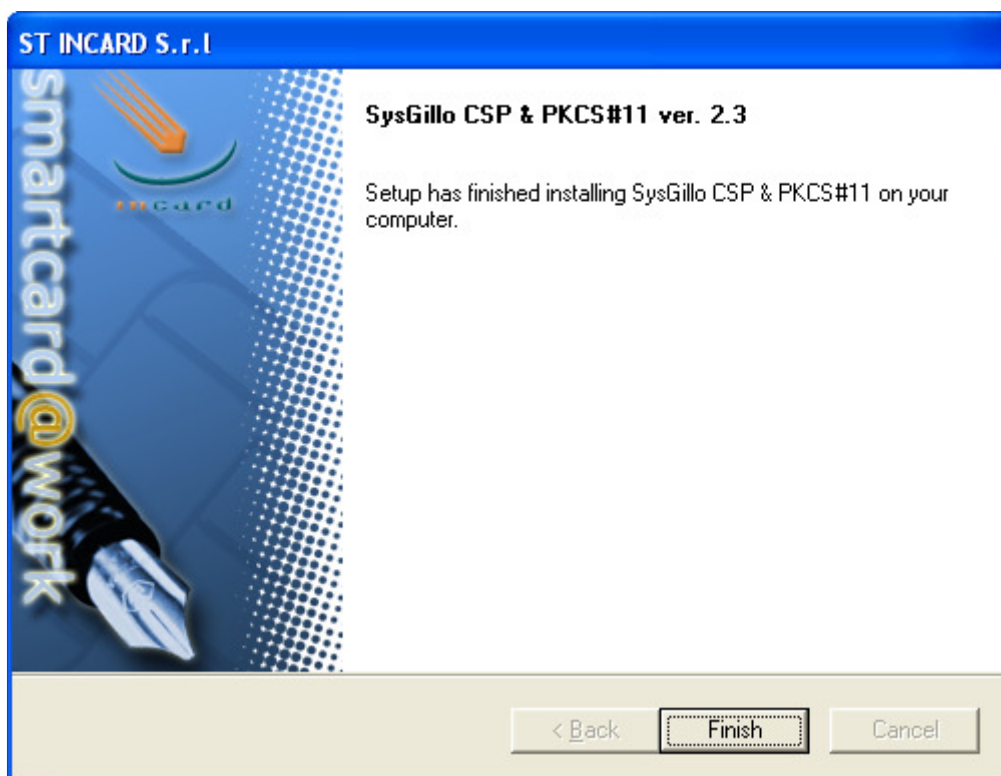 ST INCARD S.r.l
smartcard@work
incard
SysGillo CSP & PKCS#11 ver. 2.3
Setup has finished installing SysGillo CSP & PKCS#11 on your
computer.
< Back
Finish
Cancel